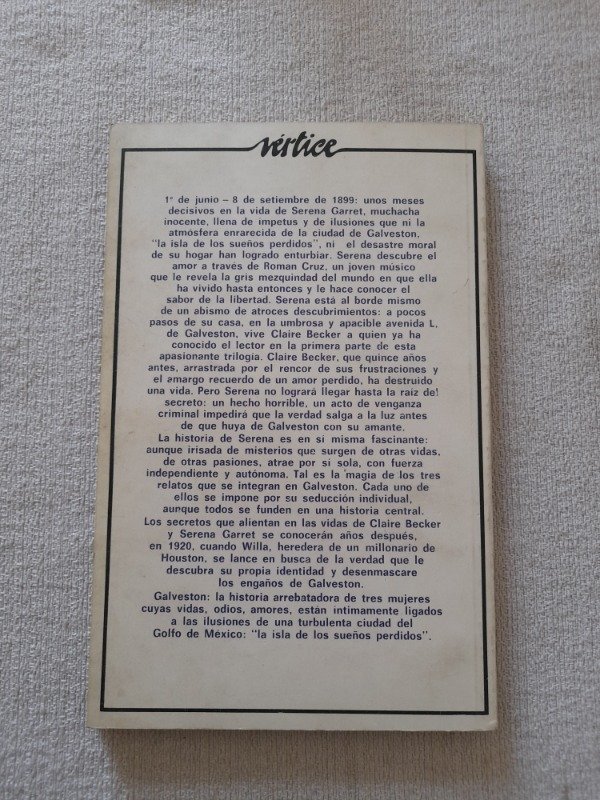 vértice
1º de junio – 8 de setiembre de 1899: unos meses
decisivos en la vida de Serena Garret, muchacha
inocente, llena de impetus y de ilusiones que ni la
atmósfera enrarecida de la ciudad de Galveston,
"la isla de los sueños perdidos", ni el desastre moral
de su hogar han logrado enturbiar. Serena descubre el
amor a través de Roman Cruz, un joven músico
que le revela la gris mezquindad del mundo en que ella
ha vivido hasta entonces y le hace conocer el
sabor de la libertad. Serena está al borde mismo
de un abismo de atroces descubrimientos: a pocos
pasos de su casa, en la umbrosa y apacible avenida L,
de Galveston, vive Claire Becker a quien ya ha
conocido el lector en la primera parte de esta
apasionante trilogía. Claire Becker, que quince años
antes, arrastrada por el rencor de sus frustraciones y
el amargo recuerdo de un amor perdido, ha destruido
una vida. Pero Serena no logrará llegar hasta la raíz del
secreto: un hecho horrible, un acto de venganza
criminal impedirá que la verdad salga a la luz antes
de que huya de Galveston con su amante.
La historia de Serena es en sí misma fascinante:
aunque irisada de misterios que surgen de otras vidas,
de otras pasiones, atrae por sí sola, con fuerza
independiente y autónoma. Tal es la magia de los tres
relatos que se integran en Galveston. Cada uno de
ellos se impone por su seducción individual,
aunque todos se funden en una historia central.
Los secretos que alientan en las vidas de Claire Becker
y Serena Garret se conocerán años después,
en 1920, cuando Willa, heredera de un millonario de
Houston, se lance en busca de la verdad que le
descubra su propia identidad y desenmascare
los engaños de Galveston.
Galveston: la historia arrebatadora de tres mujeres
cuyas vidas, odios, amores, están íntimamente ligados
a las ilusiones de una turbulenta ciudad del
Golfo de México: "la isla de los sueños perdidos".